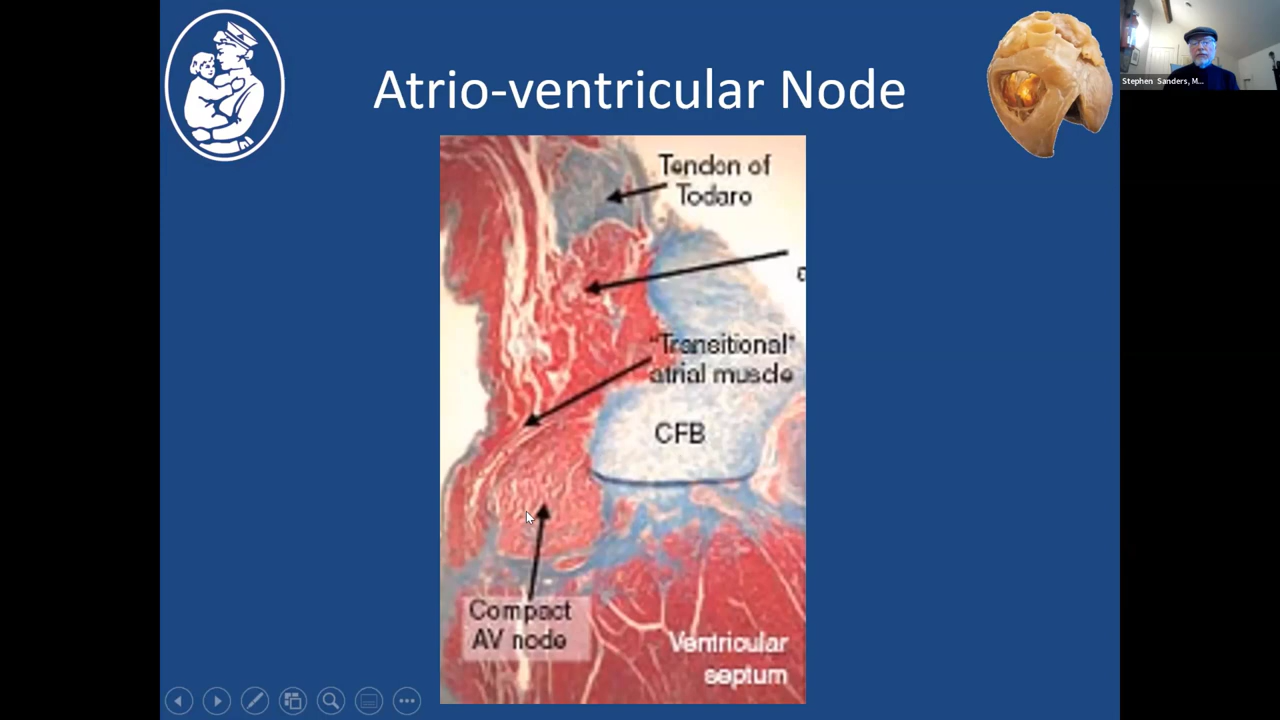 Atrio-ventricular Node
Stephen Sanders, M...
Tendon of
Todaro
"Transitional"
atrial muscle
CFB
Compact
AV node
Ventricular
septum